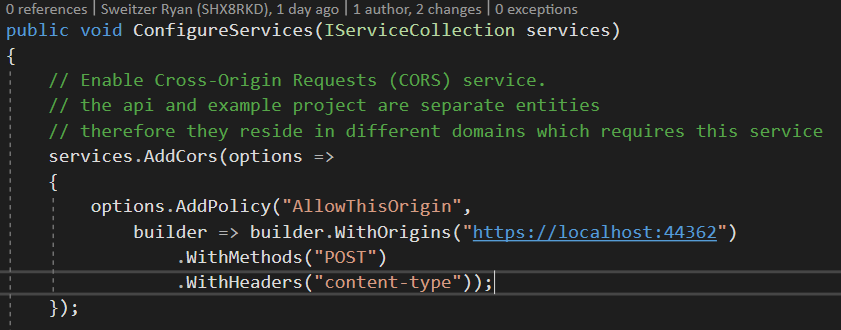 0 references | Sweitzer Ryan (SHX8RKD), 1 day ago | 1 author, 2 changes | 0 exceptions
public void ConfigureServices(IServiceCollection services)
{
    // Enable Cross-Origin Requests (CORS) service.
    // the api and example project are separate entities
    // therefore they reside in different domains which requires this service
    services.AddCors(options =>
    {
        options.AddPolicy("AllowThisOrigin",
            builder => builder.WithOrigins("https://localhost:44362")
                .WithMethods("POST")
                .WithHeaders("content-type"));
    });